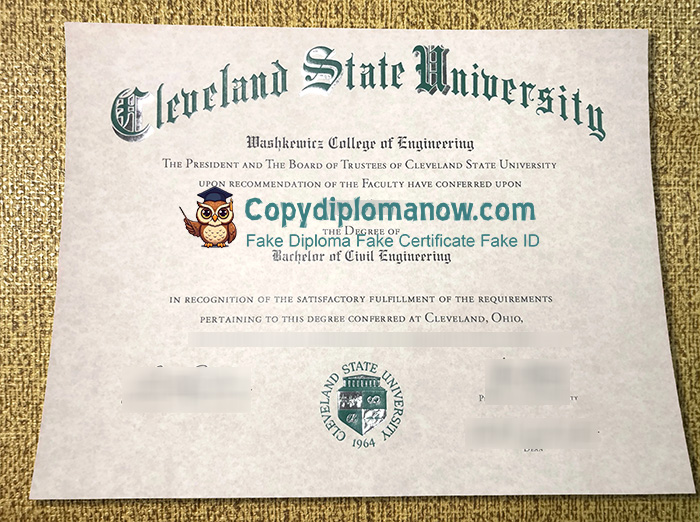 Cleveland State University
Washkewicz College of Engineering
The President and The Board of Trustees of Cleveland State University
upon recommendation of the Faculty have conferred upon
Copydiplomanow.com
Fake Diploma Fake Certificate Fake ID
the Degree of
Bachelor of Civil Engineering
in recognition of the satisfactory fulfillment of the requirements
pertaining to this degree conferred at Cleveland, Ohio,
CLEVELAND STATE UNIVERSITY
1964
Dean